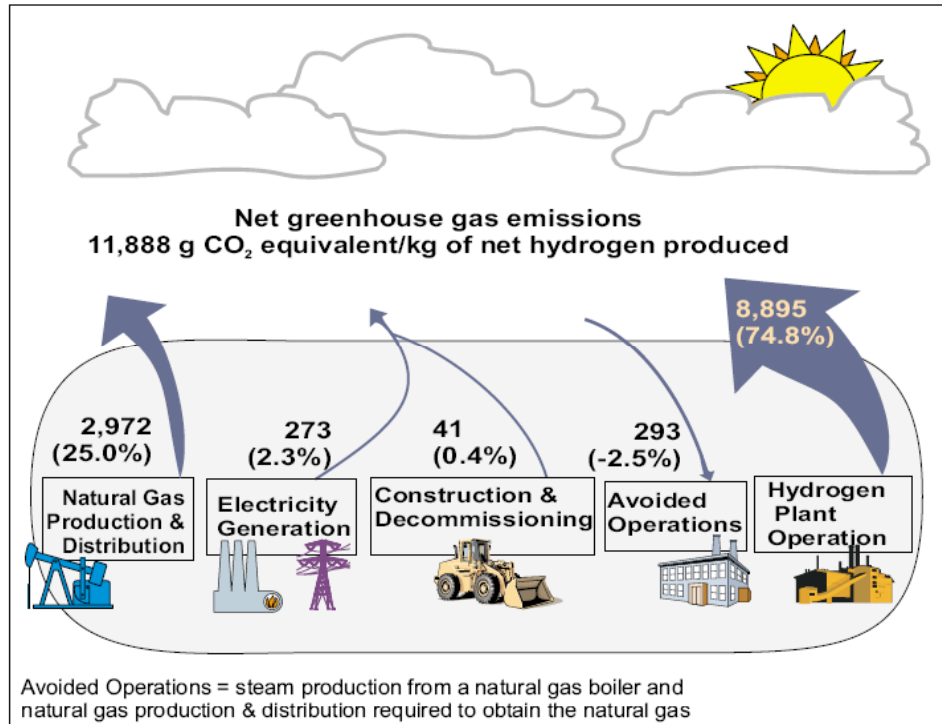 Net greenhouse gas emissions
11,888 g CO₂ equivalent/kg of net hydrogen produced
8,895
(74.8%)
2,972
(25.0%)
273
(2.3%)
41
(0.4%)
293
(-2.5%)
Natural Gas
Production &
Distribution
Electricity
Generation
Construction &
Decommissioning
Avoided
Operations
Hydrogen
Plant
Operation
Avoided Operations = steam production from a natural gas boiler and
natural gas production & distribution required to obtain the natural gas